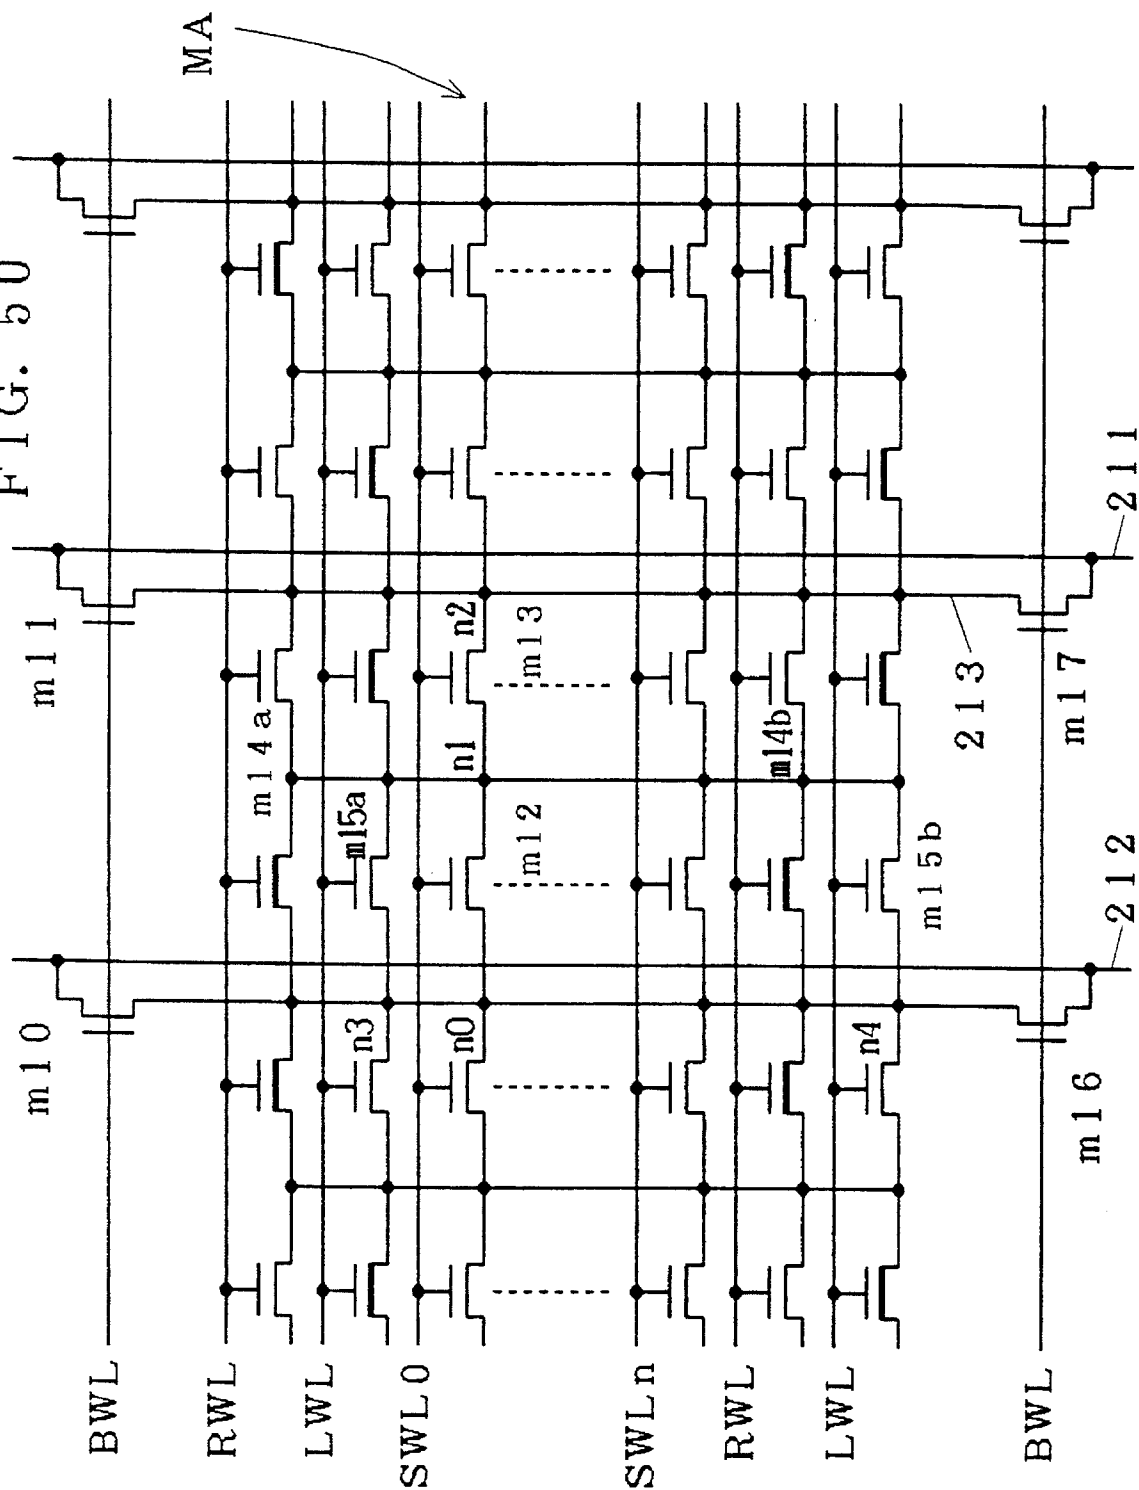 FIG. 50
MA
BWL
RWL
LWL
SWL0
SWLn
RWL
LWL
BWL
m10
m11
m14a
m15a
n3
n0
n1
n2
m12
m13
m14b
n4
m15b
213
m16
m17
212
211